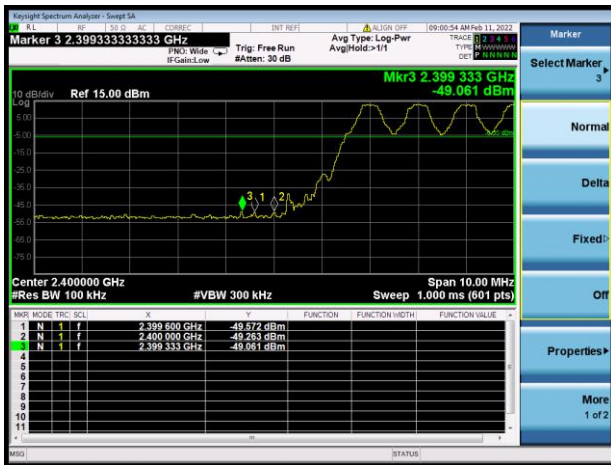 Keysight Spectrum Analyzer - Swept SA
RL RF 50 Ω AC CORREC INT REF ALIGN OFF 09:00:54 AM Feb 11, 2022
Marker 3 2.399333333333 GHz
PNO: Wide
IFGain:Low
Trig: Free Run
#Atten: 30 dB
Avg Type: Log-Pwr
Avg|Hold:>1/1
TRACE 1 2 3 4 5 6
TYPE M WWWWW
DET P N N N N N
Mkr3 2.399 333 GHz
-49.061 dBm
10 dB/div Ref 15.00 dBm
Log
5.00
-5.00
-15.0
-25.0
-35.0
-45.0
-55.0
-65.0
-75.0
3 1 2
Center 2.400000 GHz
#Res BW 100 kHz
#VBW 300 kHz
Span 10.00 MHz
Sweep 1.000 ms (601 pts)
MKR MODE TRC SCL X Y FUNCTION FUNCTION WIDTH FUNCTION VALUE
1 N 1 f 2.399 600 GHz -49.572 dBm
2 N 1 f 2.400 000 GHz -49.263 dBm
3 N 1 f 2.399 333 GHz -49.061 dBm
4
5
6
7
8
9
10
11
MSG STATUS
Marker
Select Marker
3
Normal
Delta
Fixed
Off
Properties
More
1 of 2